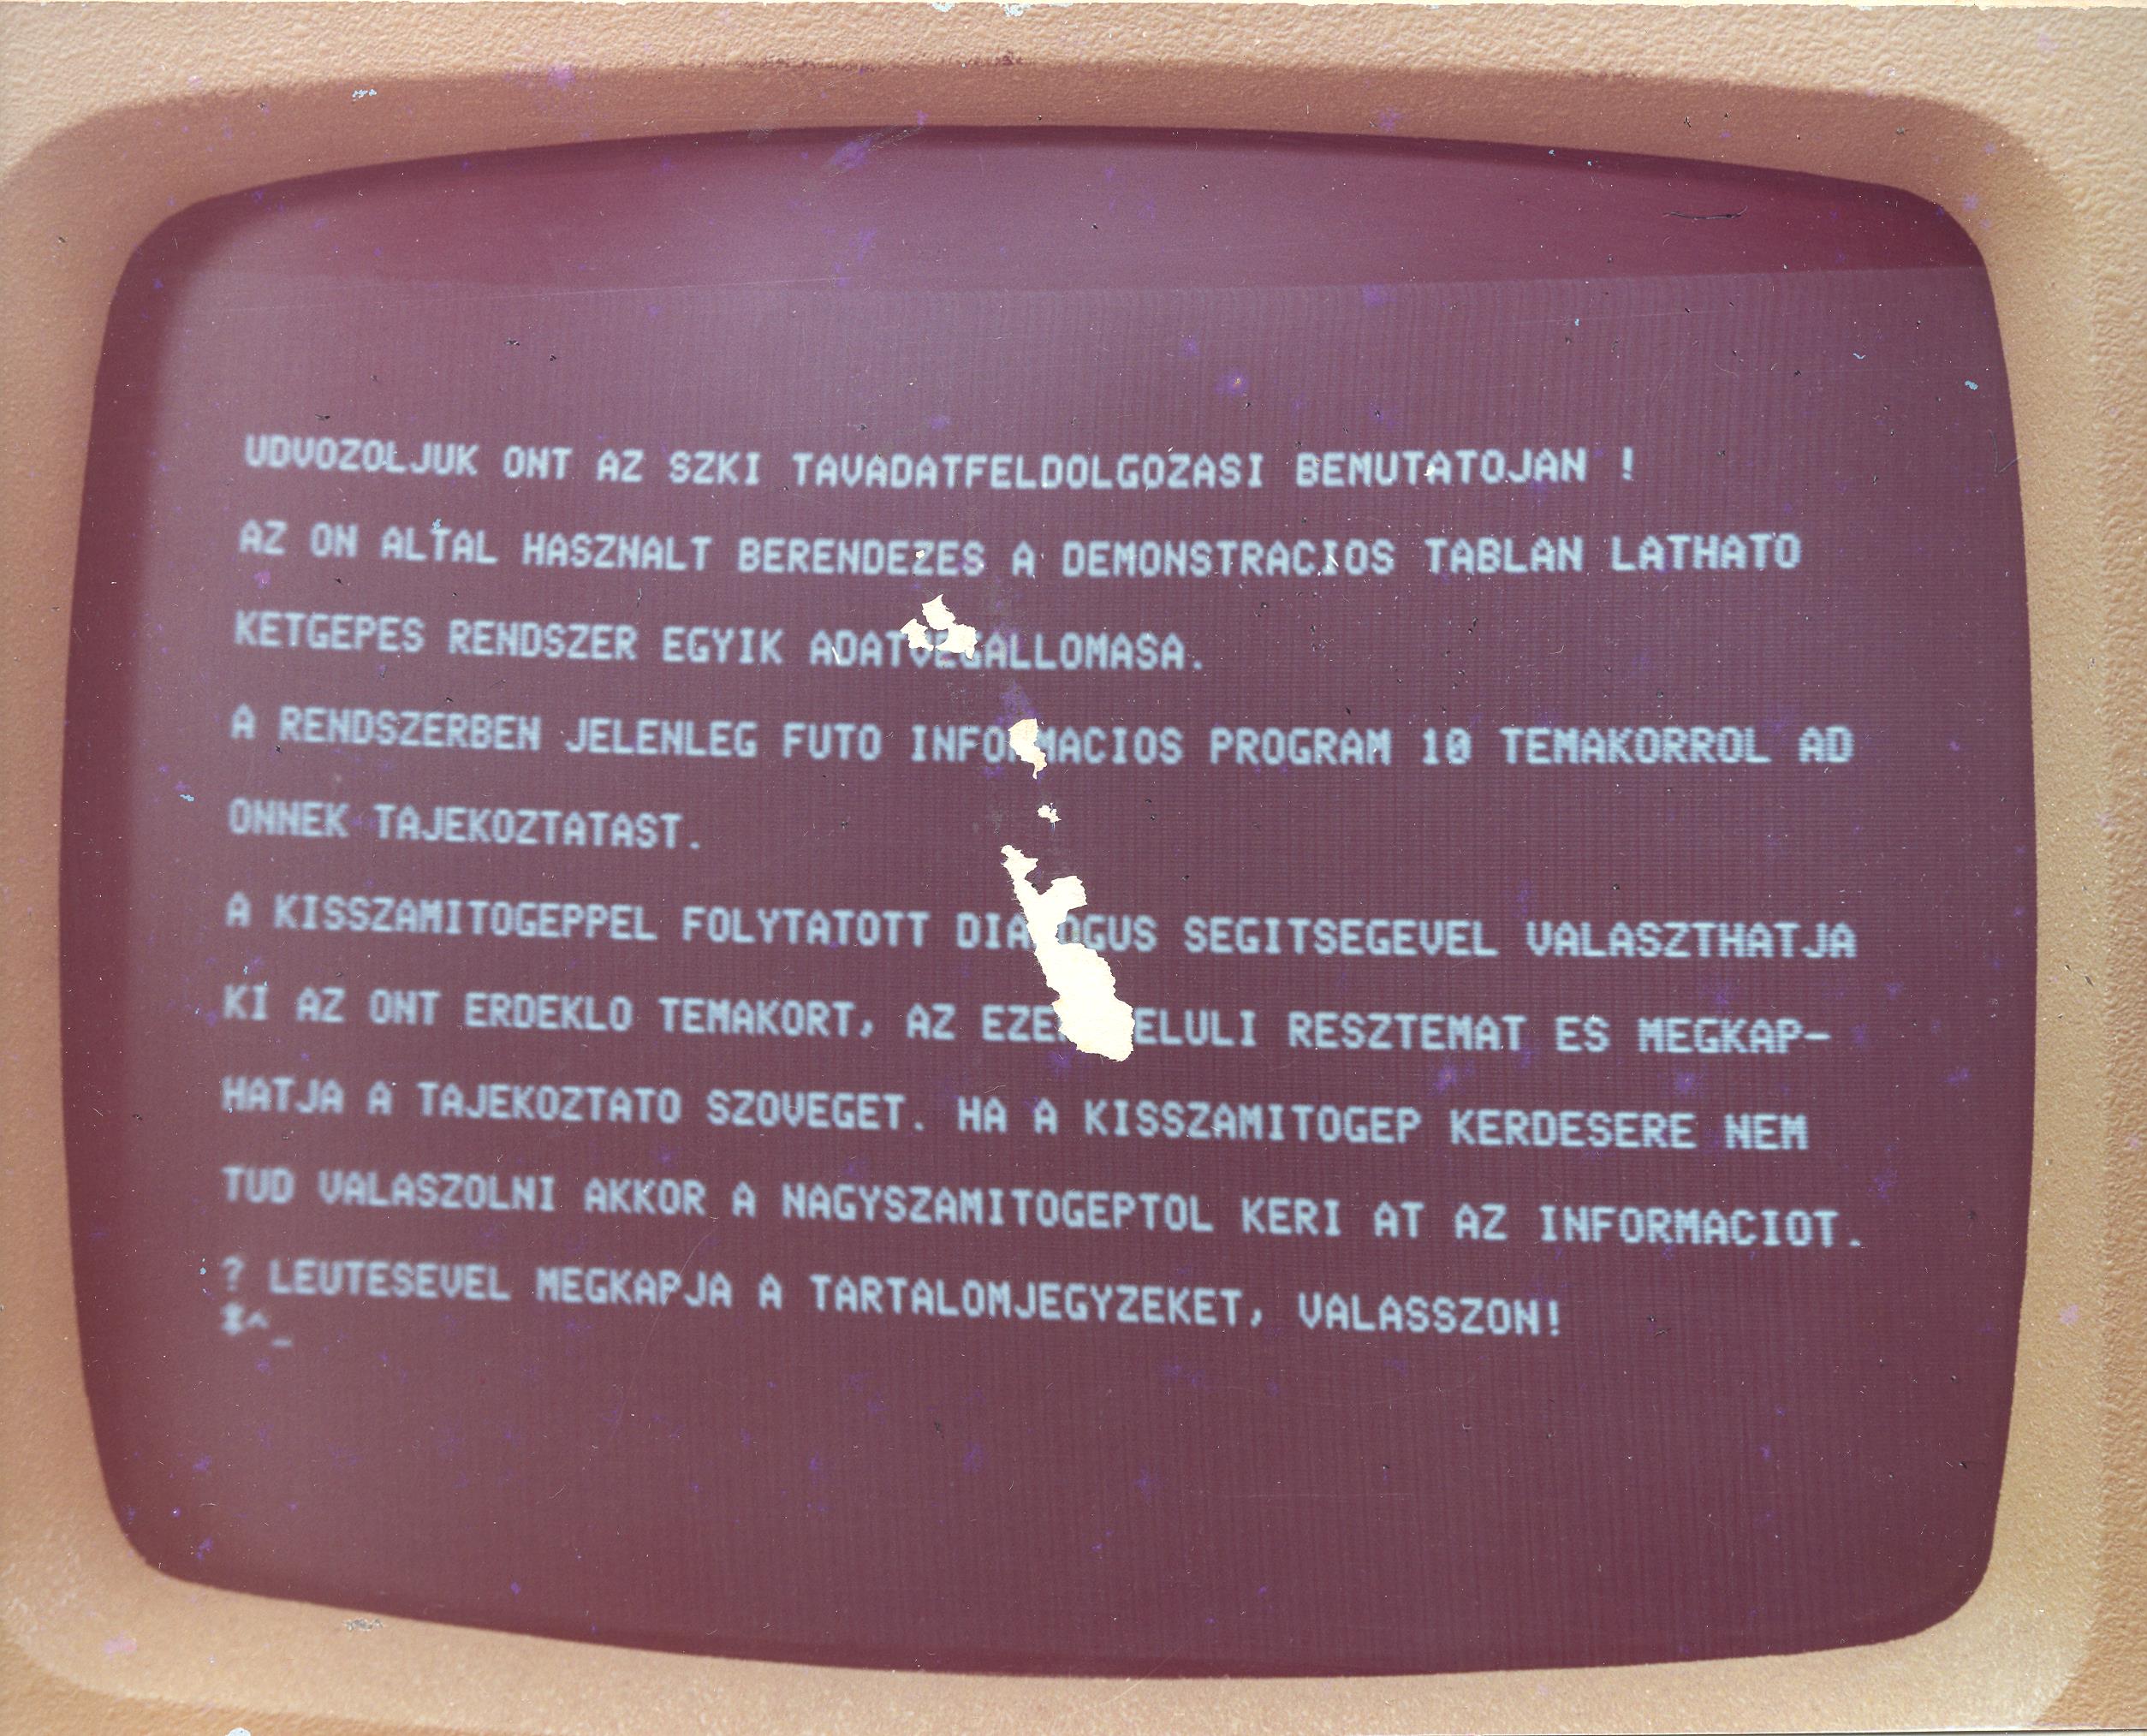 UDVOZOLJUK ONT AZ SZKI TAVADATFELDOLGOZASI BEMUTATOJAN !
AZ ON ALTAL HASZNALT BERENDEZES A DEMONSTRACIOS TABLAN LATHATO
KETGEPES RENDSZER EGYIK ADATVEGALLOMASA.
A RENDSZERBEN JELENLEG FUTO INFORMACIOS PROGRAM 10 TEMAKORROL AD
ONNEK TAJEKOZTATAST.
A KISSZAMITOGEPPEL FOLYTATOTT DIALOGUS SEGITSEGEVEL VALASZTHATJA
KI AZ ONT ERDEKLO TEMAKORT, AZ RESZTEMAT ES MEGKAP-
HATJA A TAJEKOZTATO SZOVEGET. HA A KISSZAMITOGEP KERDESERE NEM
TUD VALASZOLNI AKKOR A NAGYSZAMITOGEPTOL KERI AT AZ INFORMACIOT.
? LEUTESEVEL MEGKAPJA A TARTALOMJEGYZEKET, VALASSZON!